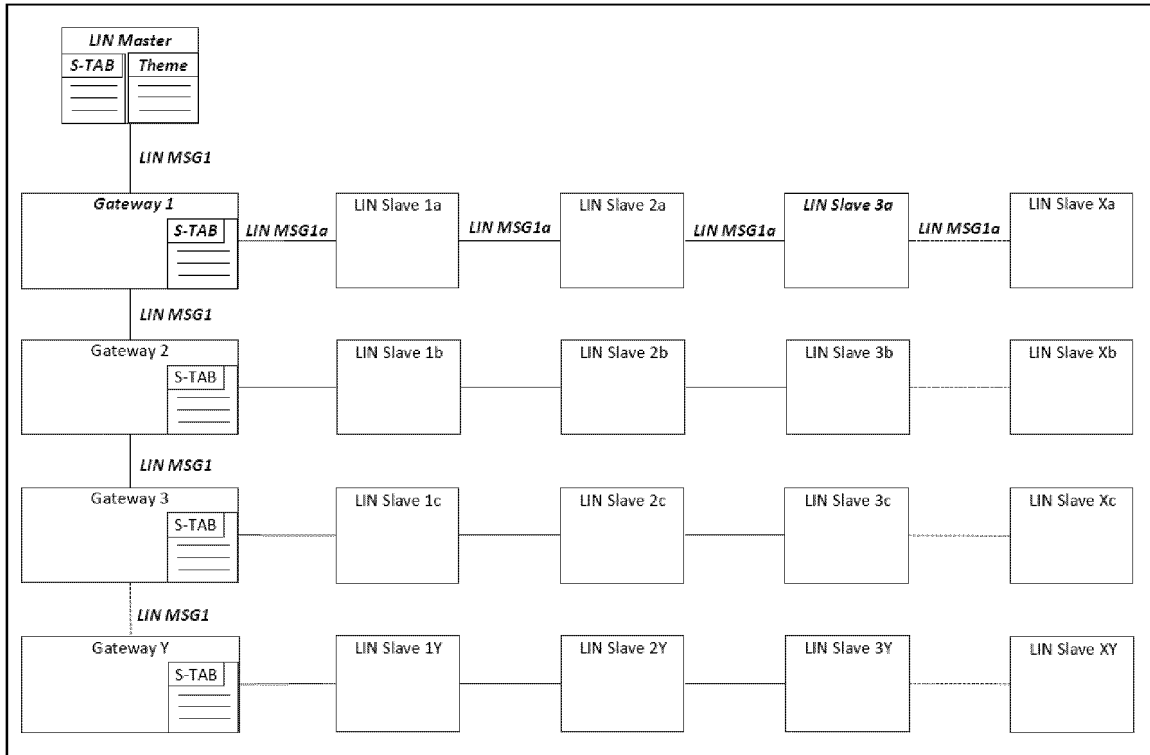 LIN Master
S-TAB Theme
LIN MSG1
Gateway 1
S-TAB
LIN MSG1a
LIN Slave 1a
LIN MSG1a
LIN Slave 2a
LIN MSG1a
LIN Slave 3a
LIN MSG1a
LIN Slave Xa
LIN MSG1
Gateway 2
S-TAB
LIN Slave 1b
LIN Slave 2b
LIN Slave 3b
LIN Slave Xb
LIN MSG1
Gateway 3
S-TAB
LIN Slave 1c
LIN Slave 2c
LIN Slave 3c
LIN Slave Xc
LIN MSG1
Gateway Y
S-TAB
LIN Slave 1Y
LIN Slave 2Y
LIN Slave 3Y
LIN Slave XY